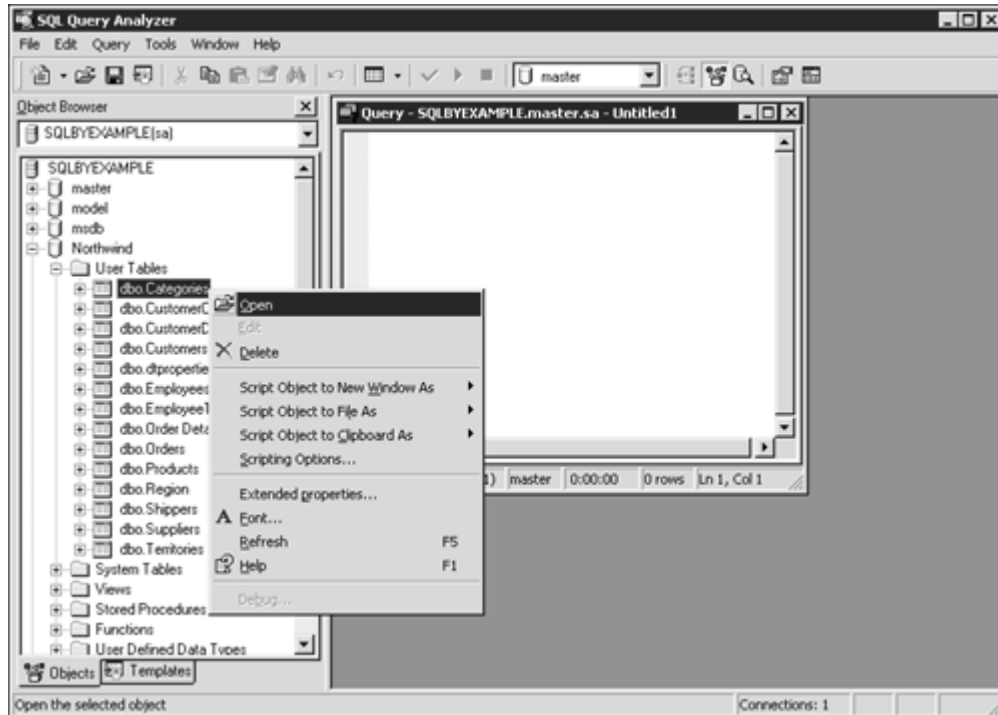 SQL Query Analyzer
File Edit Query Tools Window Help
master
Object Browser
SQLBYEXAMPLE(sa)
SQLBYEXAMPLE
master
model
msdb
Northwind
User Tables
dbo.Categories
dbo.CustomerC
dbo.CustomerD
dbo.Customers
dbo.dtpropertie
dbo.Employees
dbo.EmployeeT
dbo.Order Deta
dbo.Orders
dbo.Products
dbo.Region
dbo.Shippers
dbo.Suppliers
dbo.Territories
System Tables
Views
Stored Procedures
Functions
User Defined Data Types
Objects Templates
Query - SQLBYEXAMPLE.master.sa - Untitled1
Open
Edit
Delete
Script Object to New Window As
Script Object to File As
Script Object to Clipboard As
Scripting Options...
Extended properties...
Font...
Refresh F5
Help F1
Debug...
1) master 0:00:00 0 rows Ln 1, Col 1
Open the selected object
Connections: 1